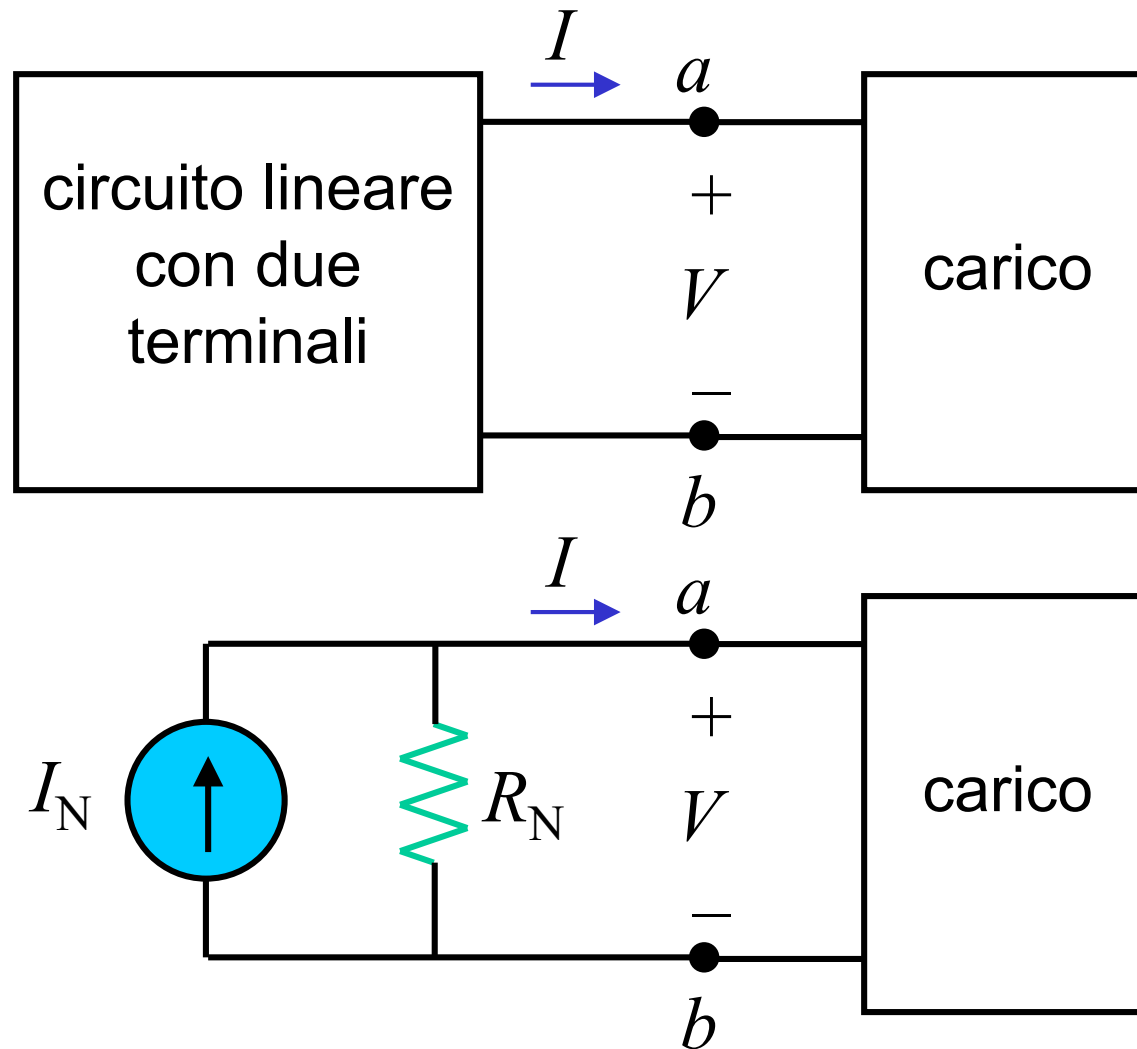 I
a
circuito lineare
con due
terminali
+
V
–
carico
b
I
a
I_N
R_N
+
V
–
carico
b